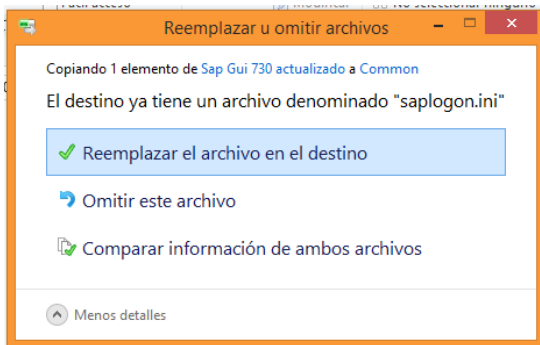 Reemplazar u omitir archivos
Copiando 1 elemento de Sap Gui 730 actualizado a Common
El destino ya tiene un archivo denominado "saplogon.ini"
Reemplazar el archivo en el destino
Omitir este archivo
Comparar información de ambos archivos
Menos detalles